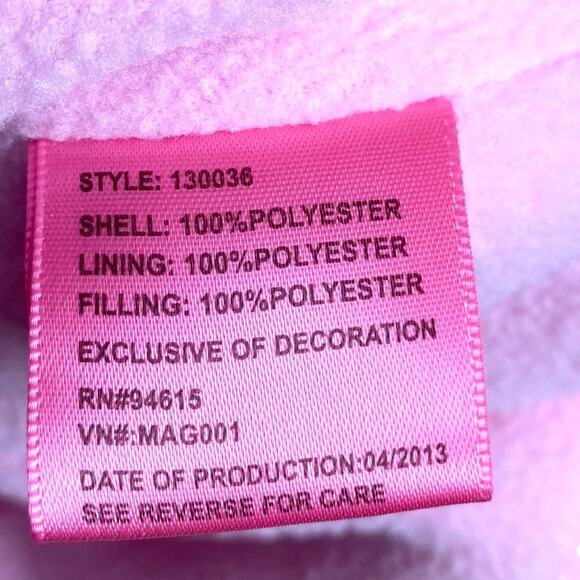 STYLE: 130036
SHELL: 100%POLYESTER
LINING: 100%POLYESTER
FILLING: 100%POLYESTER
EXCLUSIVE OF DECORATION
RN#94615
VN#:MAG001
DATE OF PRODUCTION:04/2013
SEE REVERSE FOR CARE